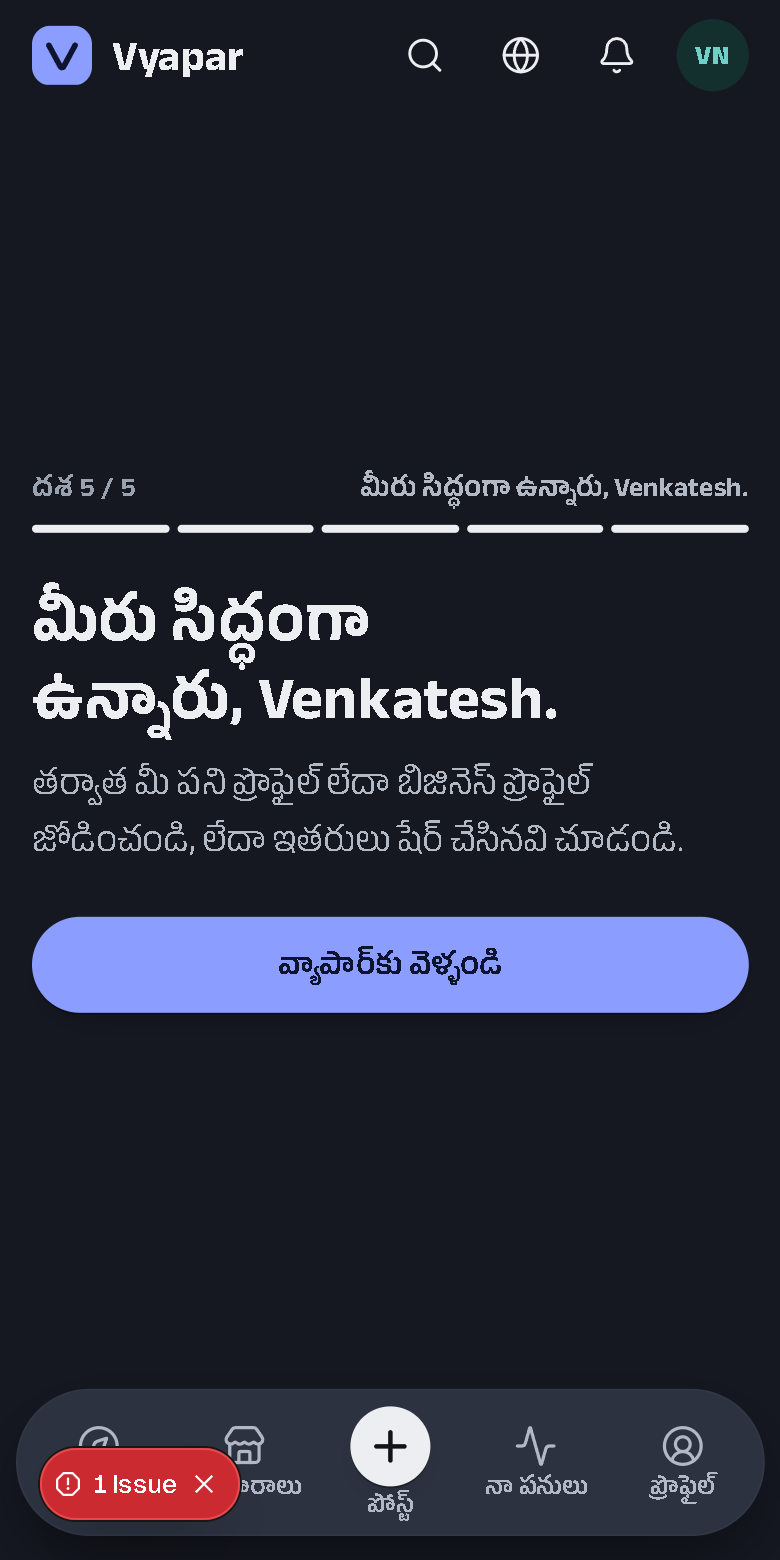 Vyapar
VN
దశ 5 / 5
మీరు సిద్ధంగా ఉన్నారు, Venkatesh.
మీరు సిద్ధంగా
ఉన్నారు, Venkatesh.
తర్వాత మీ పని ప్రొఫైల్ లేదా బిజినెస్ ప్రొఫైల్
జోడించండి, లేదా ఇతరులు షేర్ చేసినవి చూడండి.
వ్యాపార్‌కు వెళ్ళండి
పోస్ట్
నా పనులు
ప్రొఫైల్
1 Issue